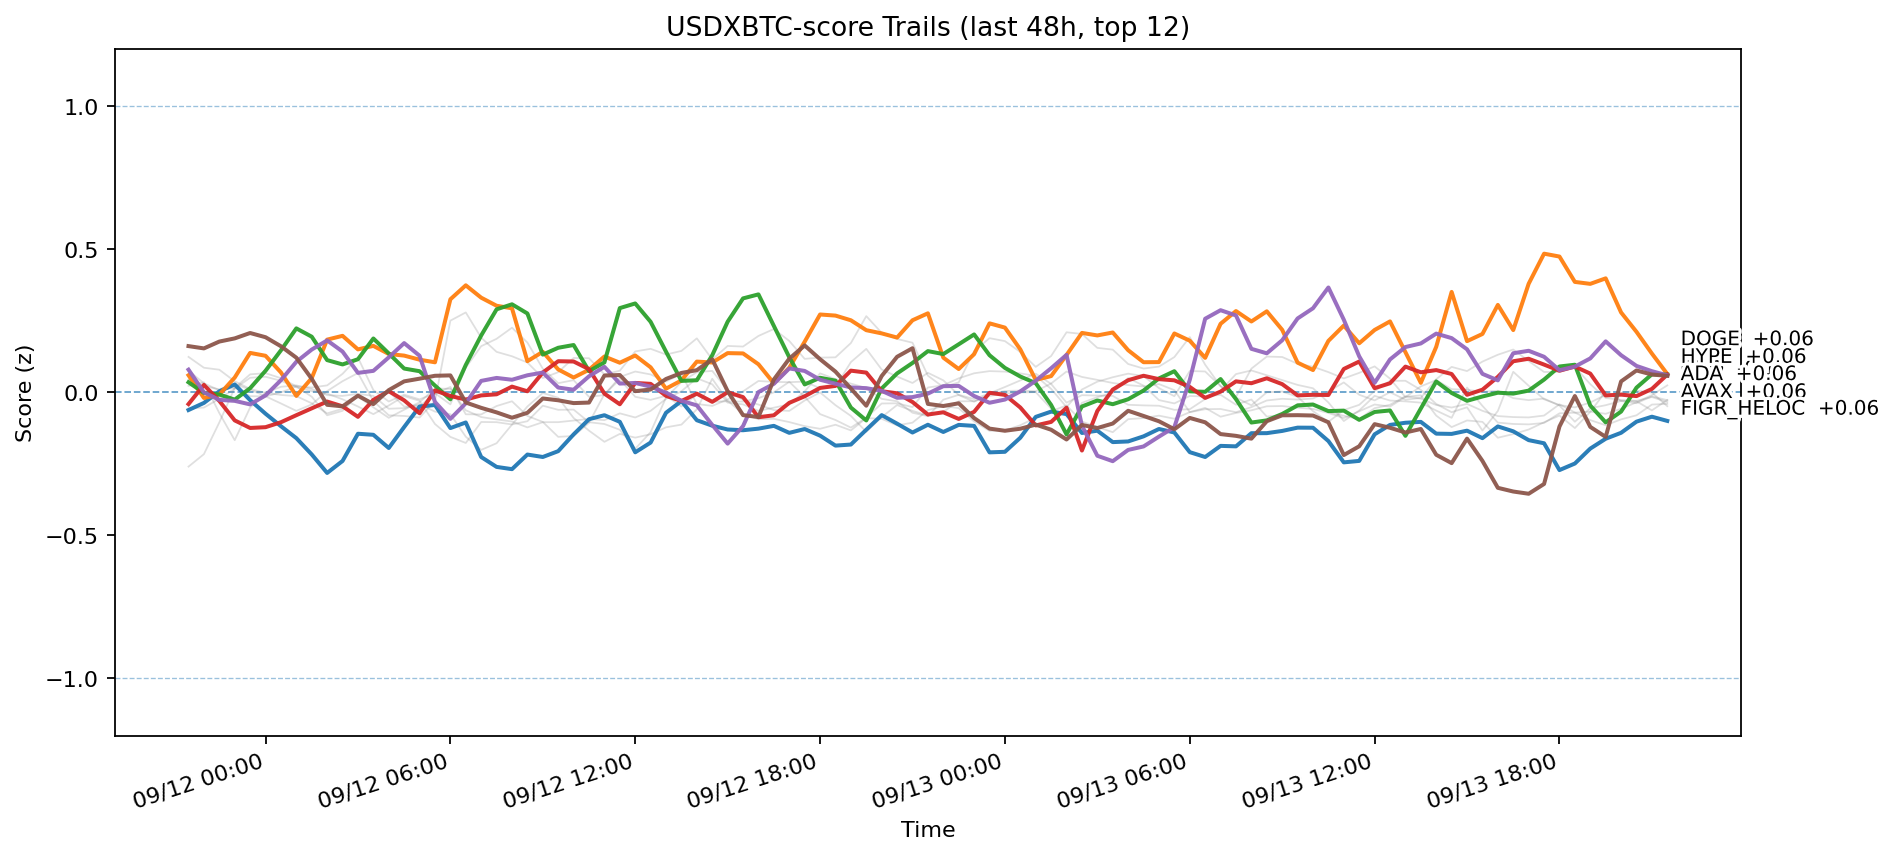 USDXBTC-score Trails (last 48h, top 12)
Score (z)
1.0
0.5
0.0
−0.5
−1.0
DOGE +0.06
HYPE +0.06
ADA +0.06
AVAX +0.06
FIGR_HELOC +0.06
09/12 00:00
09/12 06:00
09/12 12:00
09/12 18:00
09/13 00:00
09/13 06:00
09/13 12:00
09/13 18:00
Time